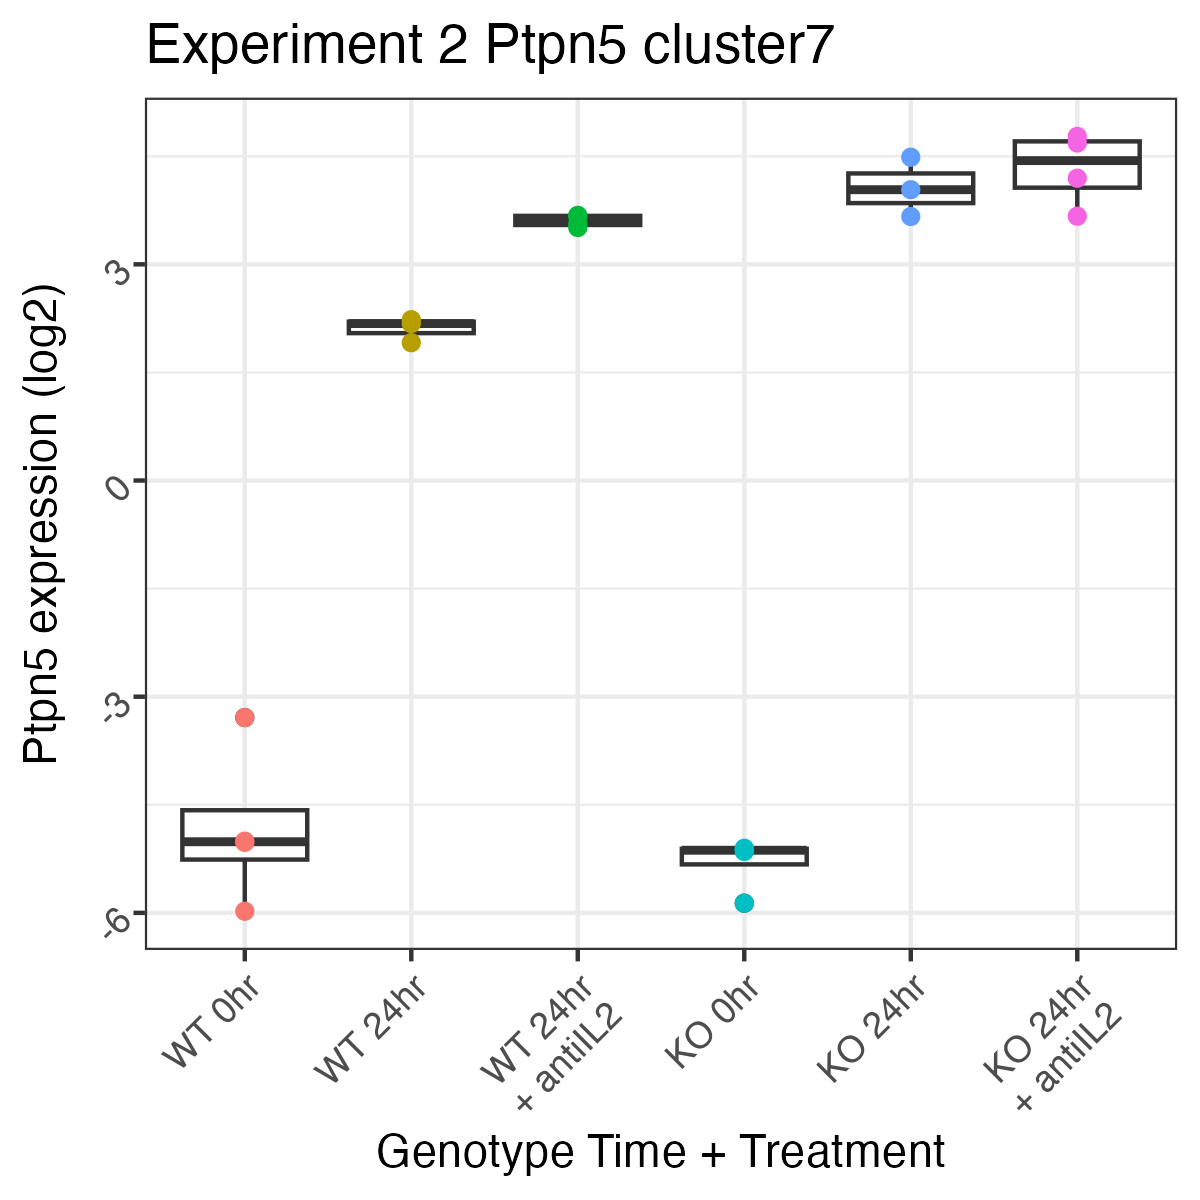 Experiment 2 Ptpn5 cluster7
Ptpn5 expression (log2)
3
0
-3
-6
WT 0hr
WT 24hr
WT 24hr
+ antiIL2
KO 0hr
KO 24hr
KO 24hr
+ antiIL2
Genotype Time + Treatment